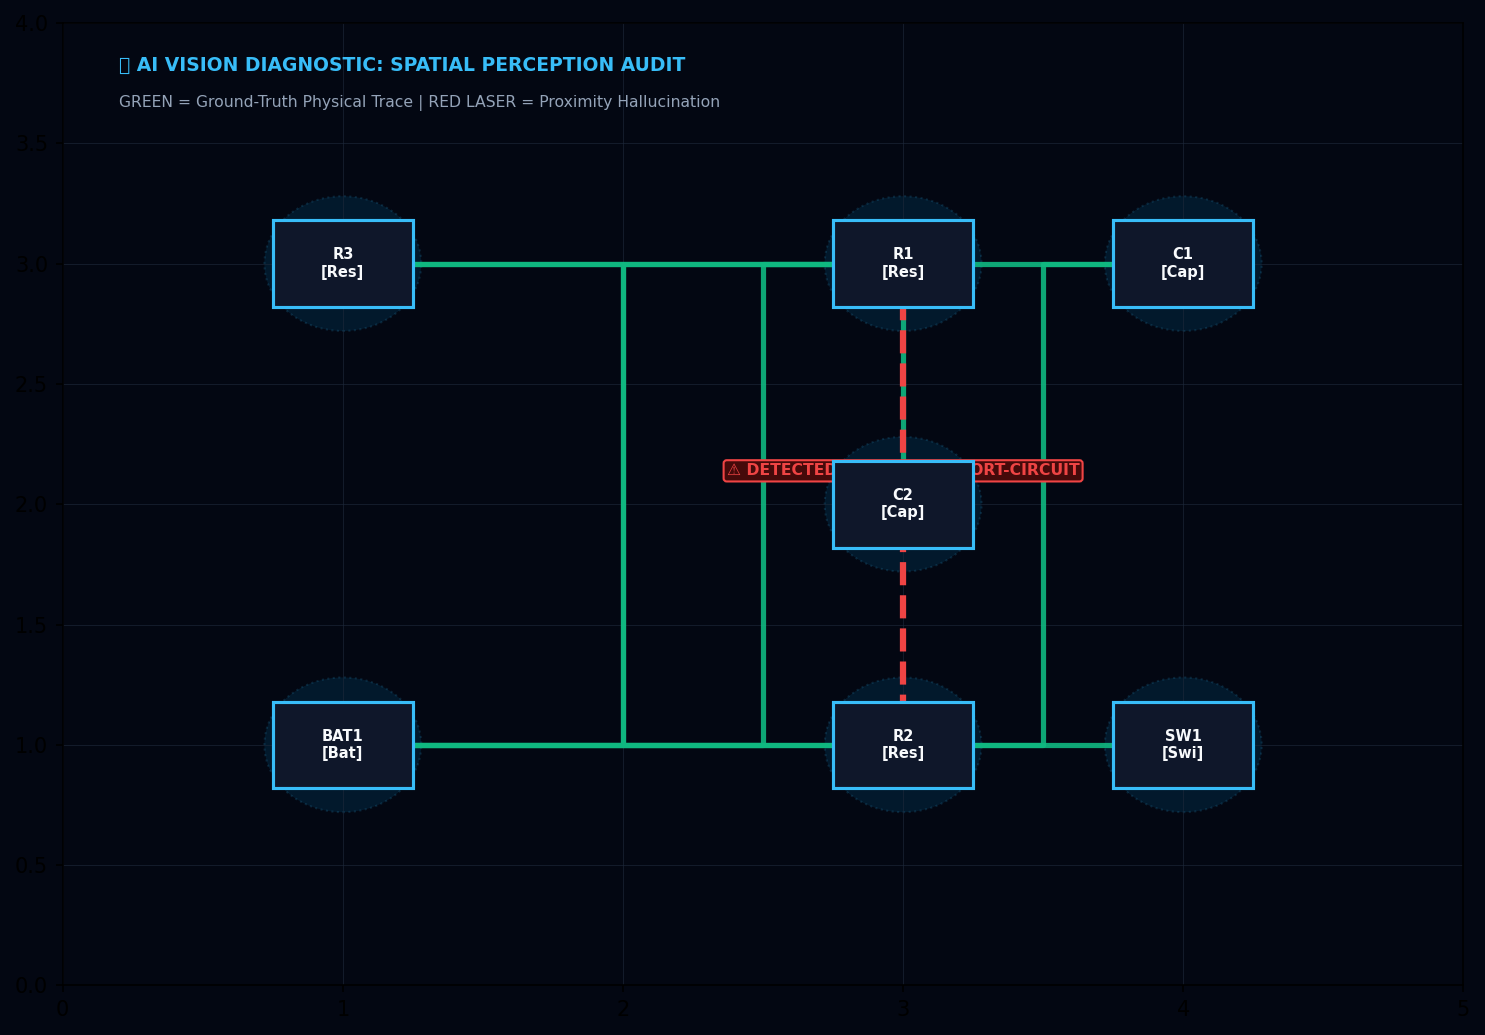 AI VISION DIAGNOSTIC: SPATIAL PERCEPTION AUDIT
GREEN = Ground-Truth Physical Trace | RED LASER = Proximity Hallucination
4.0
3.5
3.0
2.5
2.0
1.5
1.0
0.5
0.0
R3
[Res]
R1
[Res]
C1
[Cap]
⚠ DETECTED
ORT-CIRCUIT
C2
[Cap]
BAT1
[Bat]
R2
[Res]
SW1
[Swi]
0
1
2
3
4
5